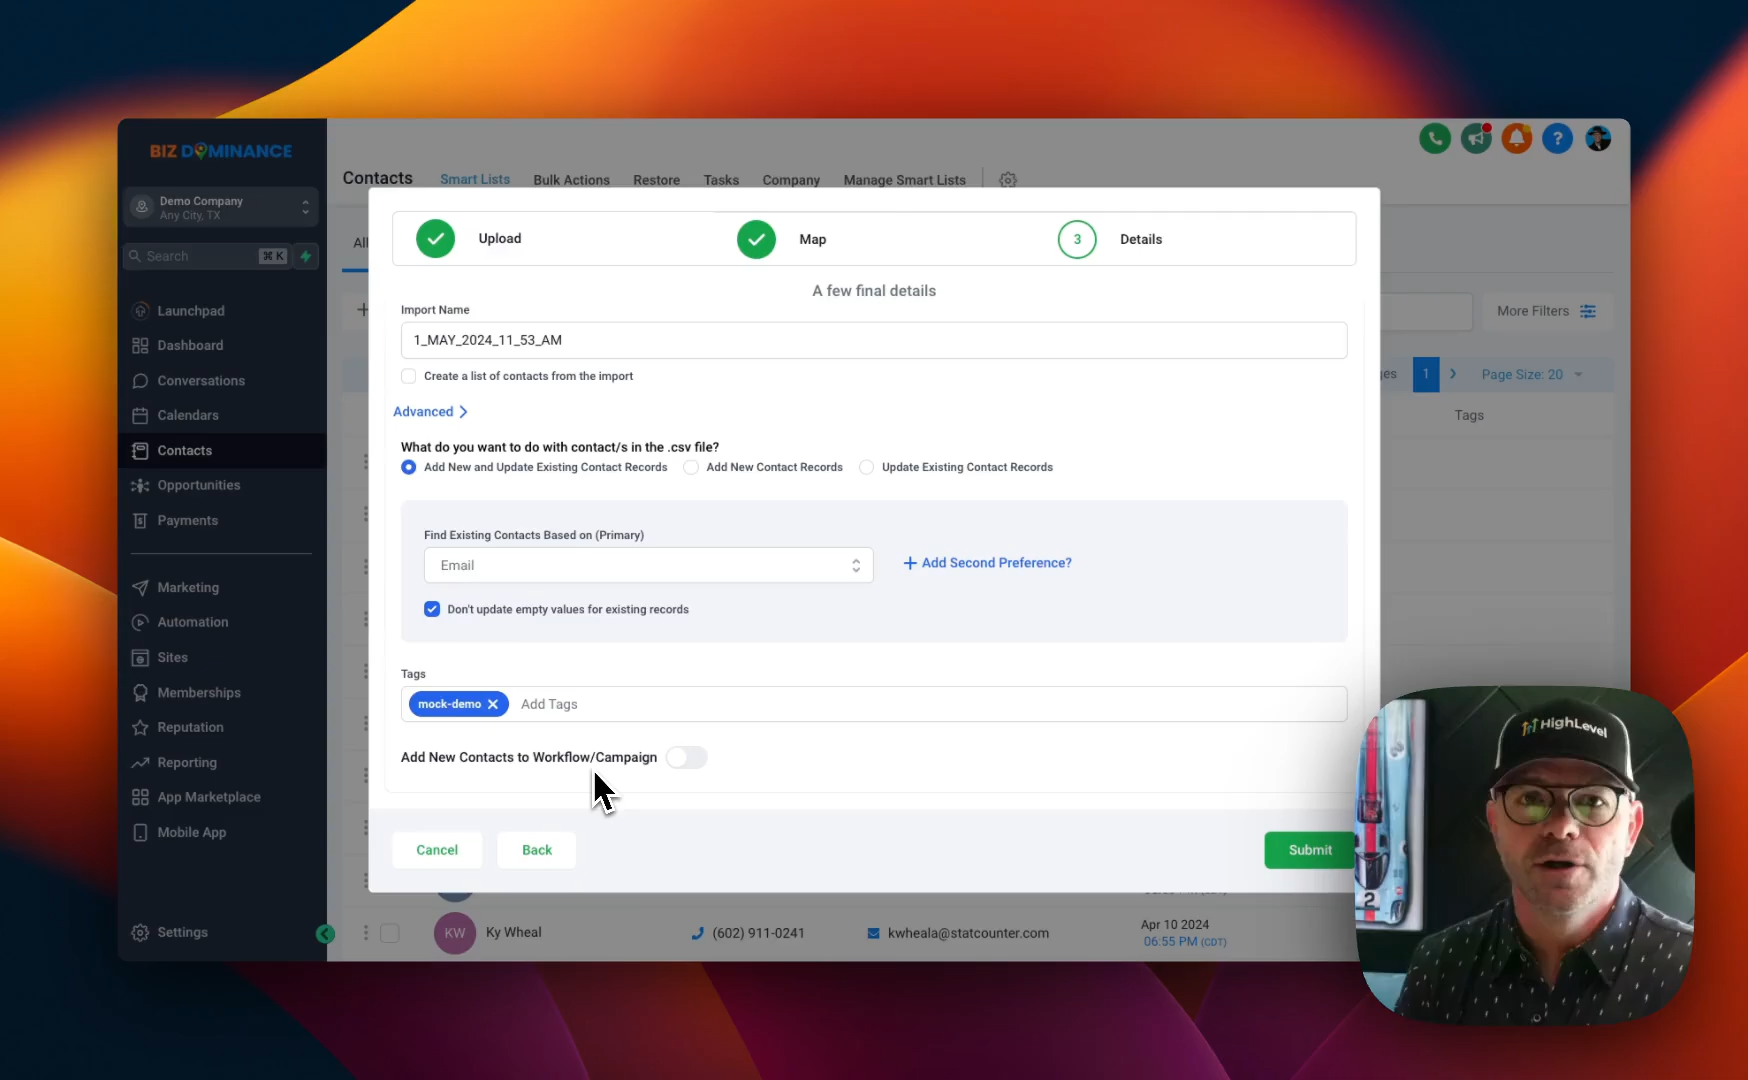 BIZ DOMINANCE
Demo Company
Any City, TX
Search ⌘ K
Launchpad
Dashboard
Conversations
Calendars
Contacts
Opportunities
Payments
Marketing
Automation
Sites
Memberships
Reputation
Reporting
App Marketplace
Mobile App
Settings
Contacts Smart Lists Bulk Actions Restore Tasks Company Manage Smart Lists
All
More Filters
1 Page Size: 20
Tags
Upload Map 3 Details
A few final details
Import Name
1_MAY_2024_11_53_AM
Create a list of contacts from the import
Advanced
What do you want to do with contact/s in the .csv file?
Add New and Update Existing Contact Records Add New Contact Records Update Existing Contact Records
Find Existing Contacts Based on (Primary)
Email + Add Second Preference?
Don't update empty values for existing records
Tags
mock-demo Add Tags
Add New Contacts to Workflow/Campaign
Cancel Back Submit
KW Ky Wheal (602) 911-0241 kwheala@statcounter.com Apr 10 2024
06:55 PM (CDT)
HighLevel
2